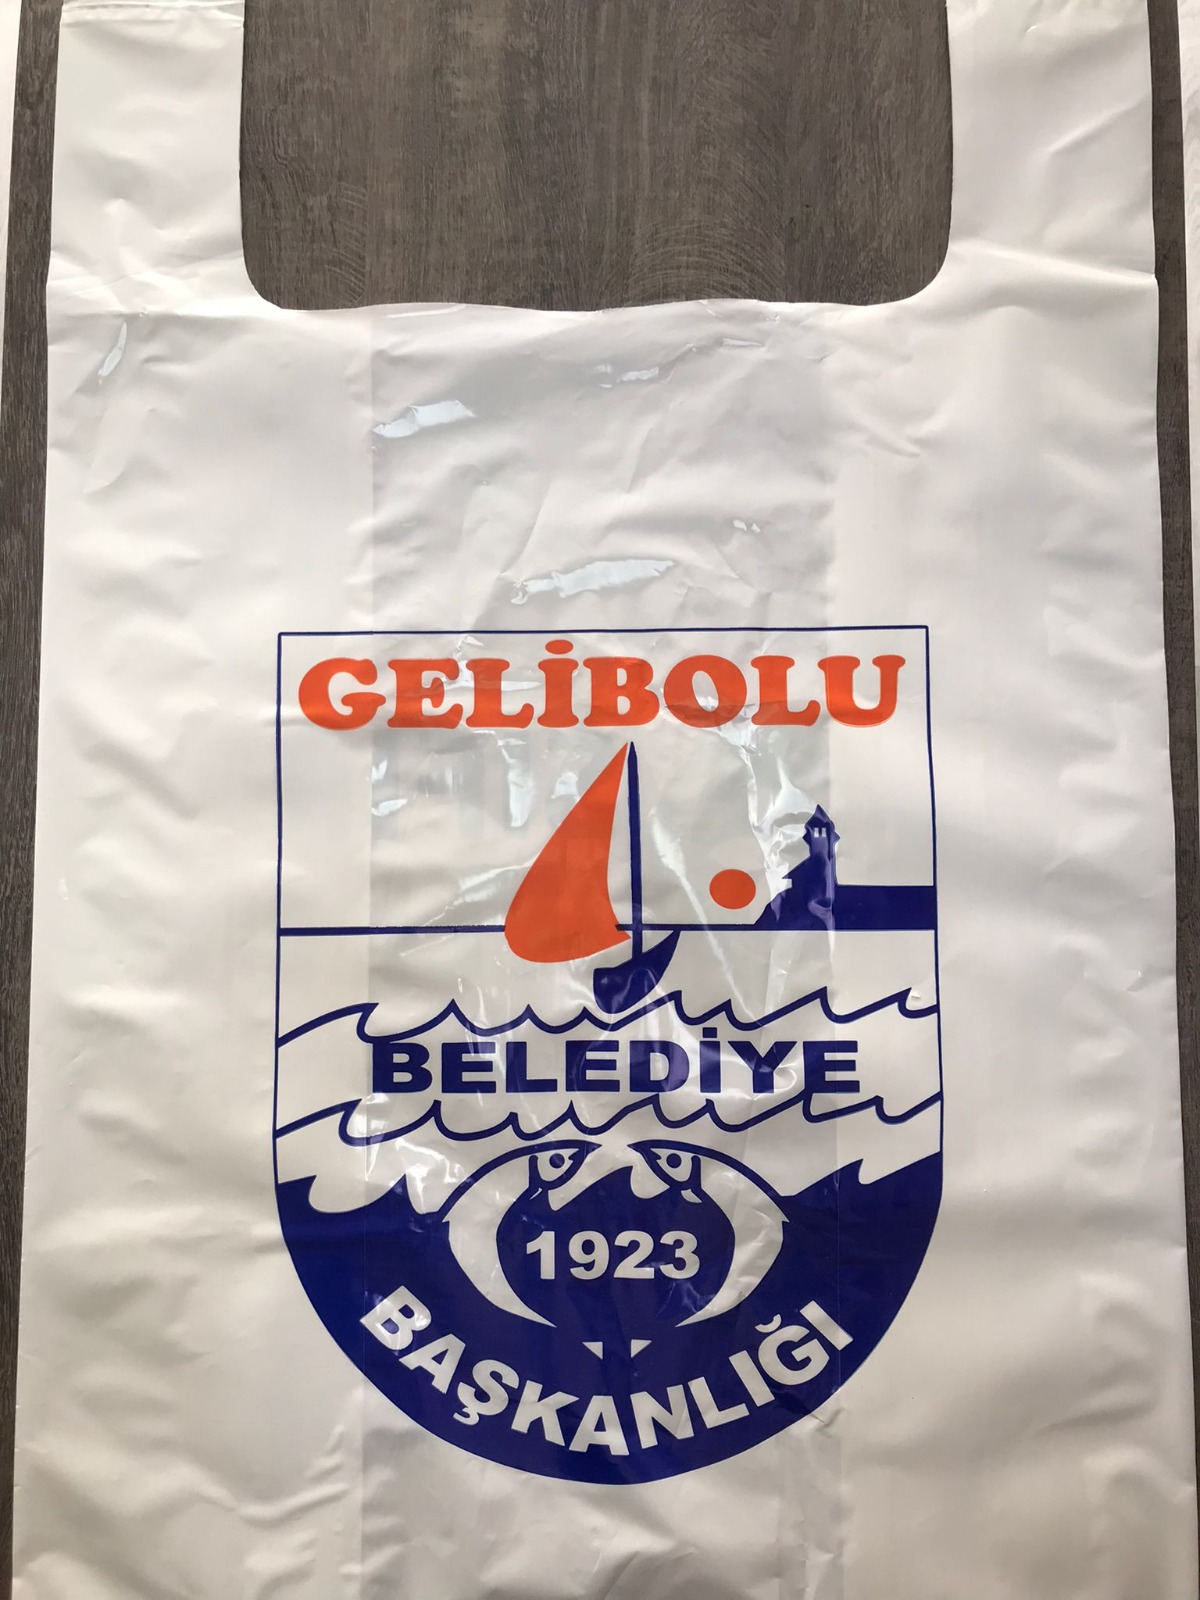 GELİBOLU
BELEDİYE
1923
BAŞKANLIĞI